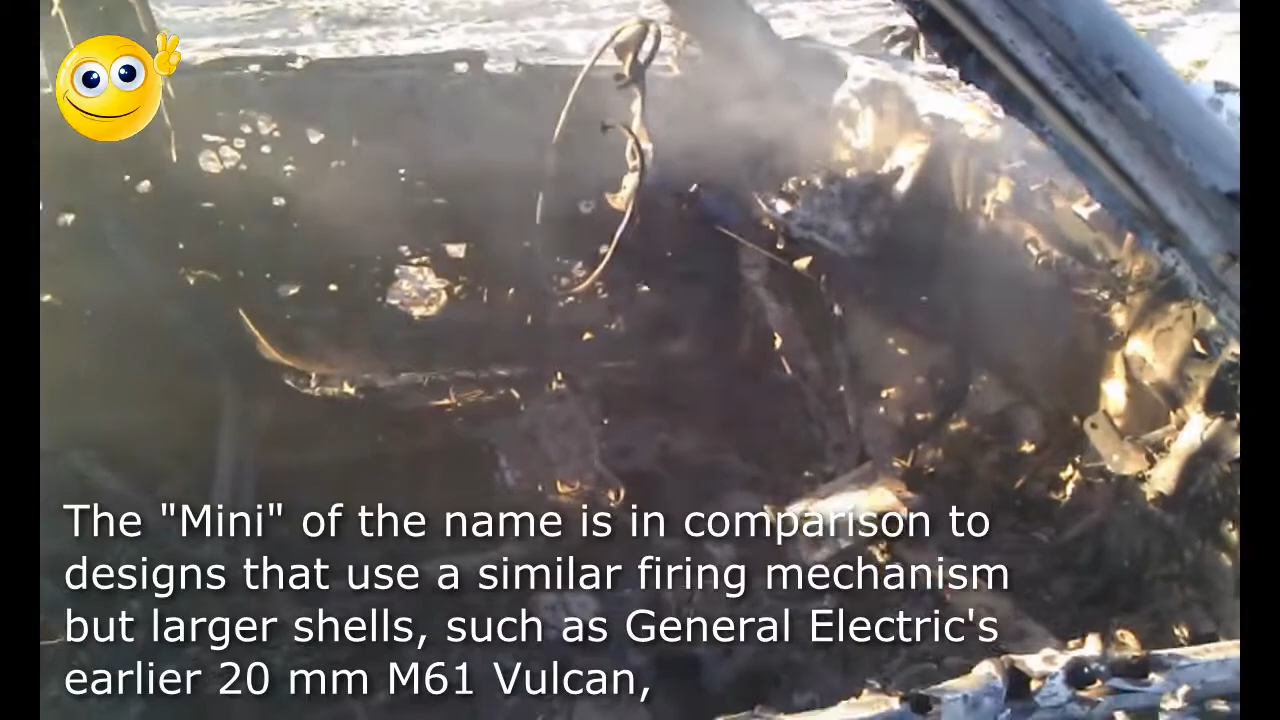 The "Mini" of the name is in comparison to
designs that use a similar firing mechanism
but larger shells, such as General Electric's
earlier 20 mm M61 Vulcan,